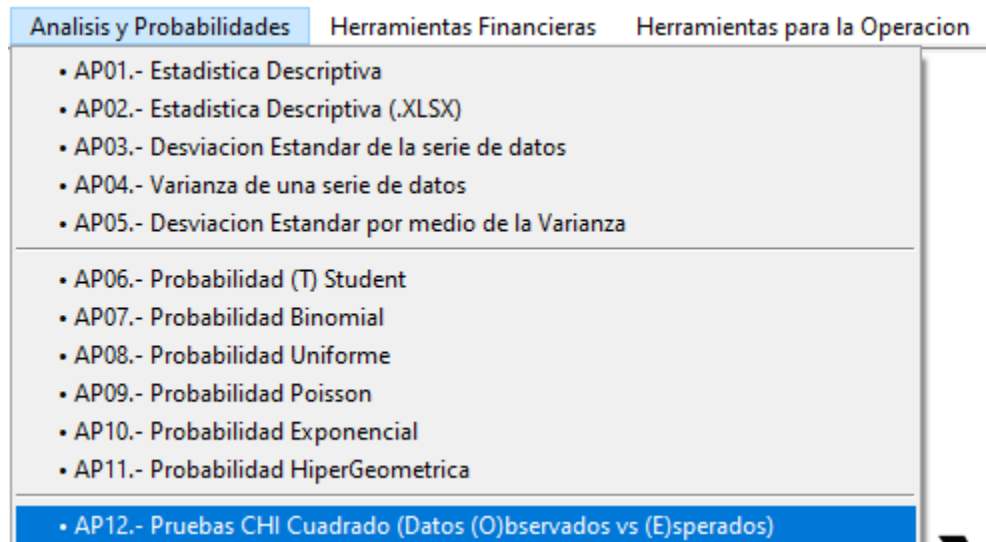 Analisis y Probabilidades Herramientas Financieras Herramientas para la Operacion
• AP01.- Estadistica Descriptiva
• AP02.- Estadistica Descriptiva (.XLSX)
• AP03.- Desviacion Estandar de la serie de datos
• AP04.- Varianza de una serie de datos
• AP05.- Desviacion Estandar por medio de la Varianza
• AP06.- Probabilidad (T) Student
• AP07.- Probabilidad Binomial
• AP08.- Probabilidad Uniforme
• AP09.- Probabilidad Poisson
• AP10.- Probabilidad Exponencial
• AP11.- Probabilidad HiperGeometrica
• AP12.- Pruebas CHI Cuadrado (Datos (O)bservados vs (E)sperados)